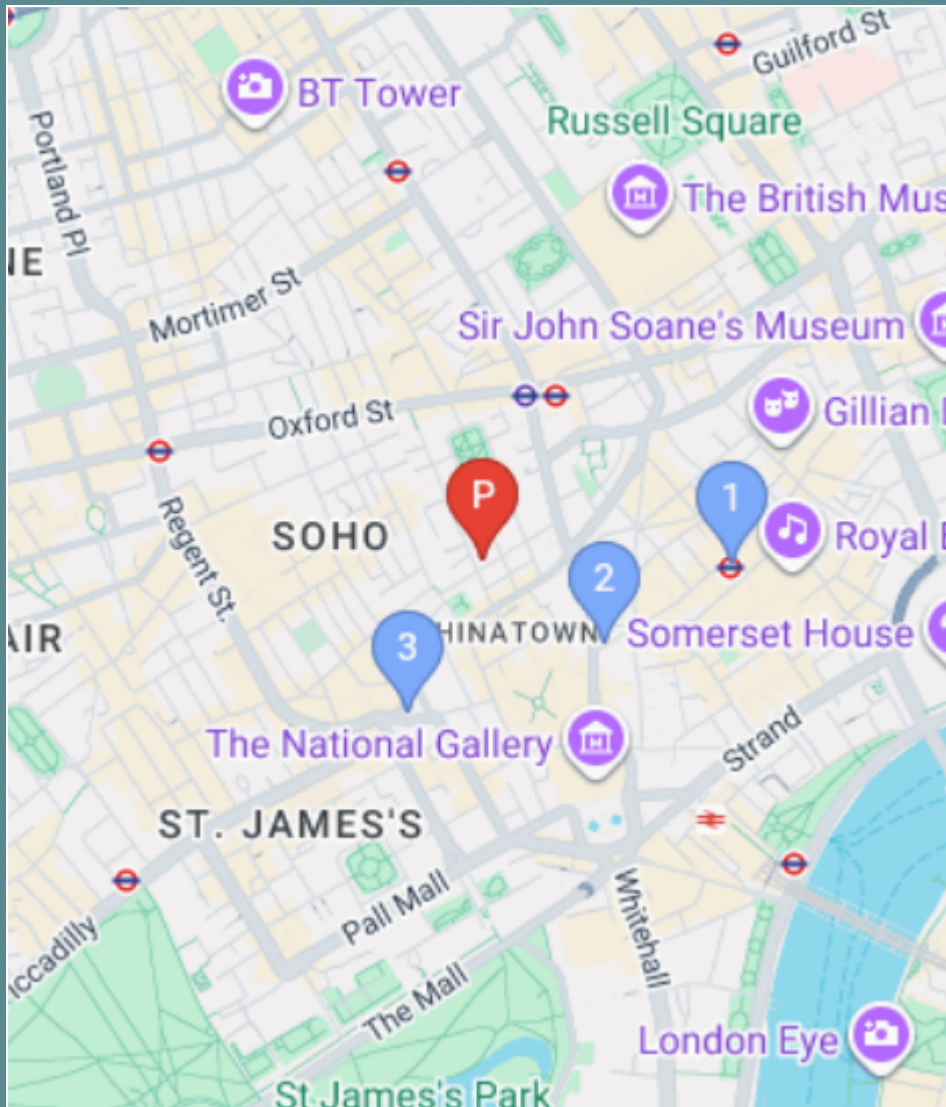 Guilford St
BT Tower
Russell Square
Portland Pl
The British Mus
NE
Mortimer St
Sir John Soane's Museum
Gillian
Oxford St
P
1
Regent St.
SOHO
Royal
2
HINATOWN
Somerset House
AIR
3
The National Gallery
Strand
ST. JAMES'S
Pall Mall
Whitehall
iccadilly
The Mall
London Eye
St James's Park